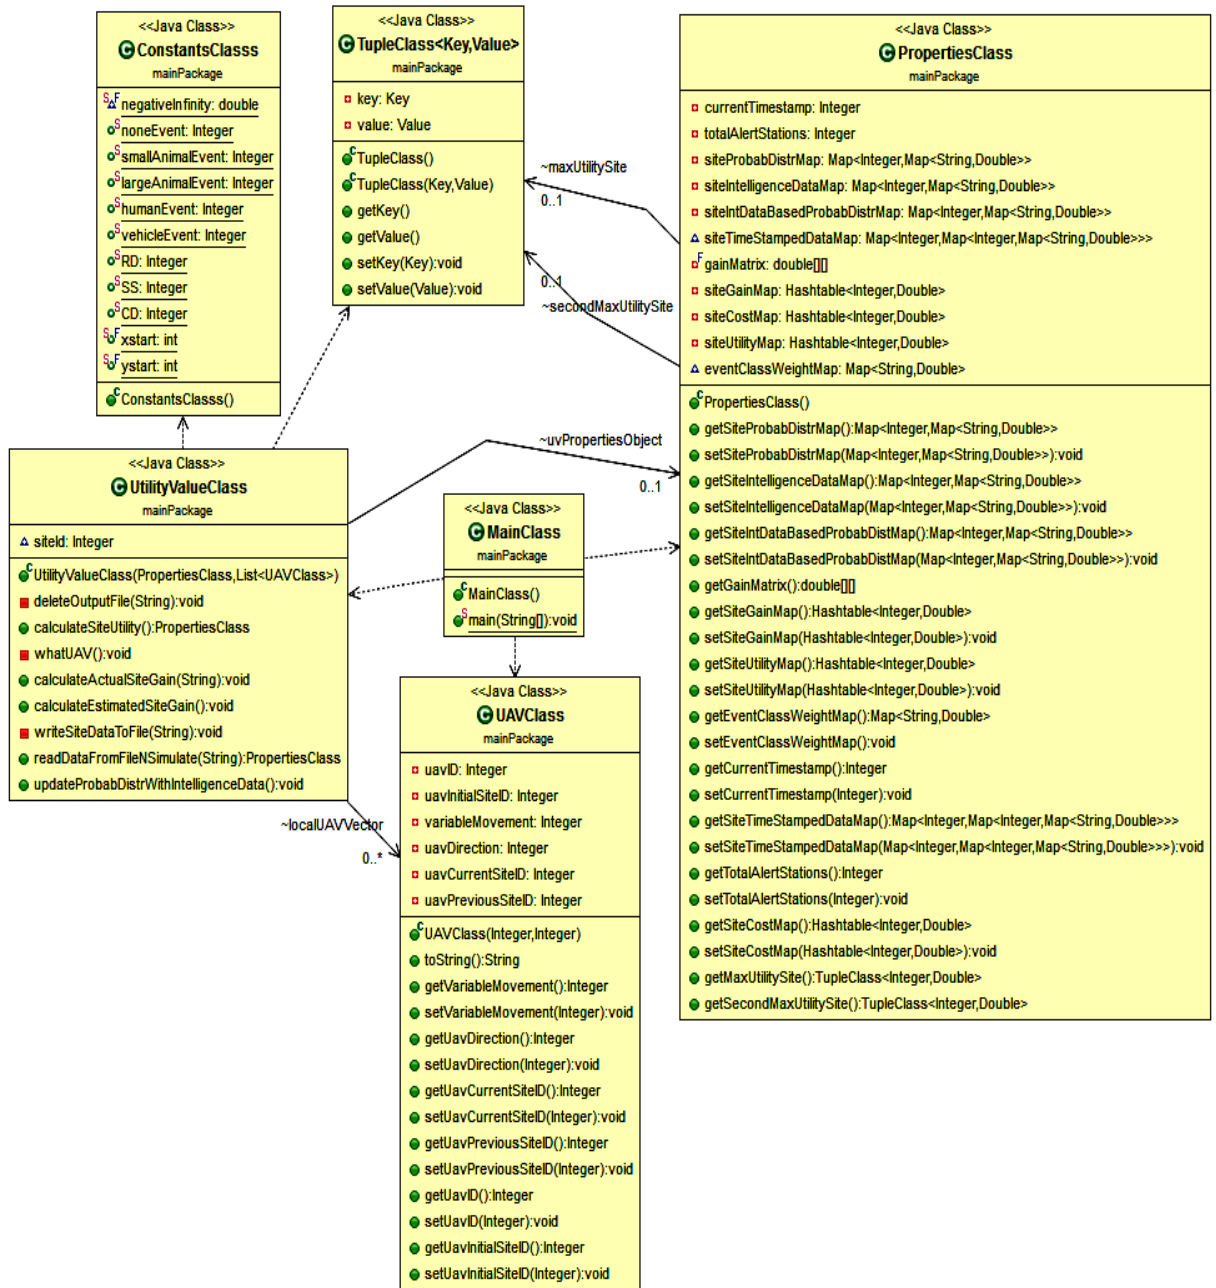 <<Java Class>>
ConstantsClasss
mainPackage
negativeInfinity: double
noneEvent: Integer
smallAnimalEvent: Integer
largeAnimalEvent: Integer
humanEvent: Integer
vehicleEvent: Integer
RD: Integer
SS: Integer
CD: Integer
xstart: int
ystart: int
ConstantsClasss()
<<Java Class>>
TupleClass<Key,Value>
mainPackage
key: Key
value: Value
TupleClass()
TupleClass(Key,Value)
getKey()
getValue()
setKey(Key):void
setValue(Value):void
~maxUtilitySite
0..1
0..1
~secondMaxUtilitySite
<<Java Class>>
PropertiesClass
mainPackage
currentTimestamp: Integer
totalAlertStations: Integer
siteProbabDistrMap: Map<Integer,Map<String,Double>>
siteIntelligenceDataMap: Map<Integer,Map<String,Double>>
siteIntDataBasedProbabDistrMap: Map<Integer,Map<String,Double>>
siteTimeStampedDataMap: Map<Integer,Map<Integer,Map<String,Double>>>
gainMatrix: double[][]
siteGainMap: Hashtable<Integer,Double>
siteCostMap: Hashtable<Integer,Double>
siteUtilityMap: Hashtable<Integer,Double>
eventClassWeightMap: Map<String,Double>
PropertiesClass()
getSiteProbabDistrMap():Map<Integer,Map<String,Double>>
setSiteProbabDistrMap(Map<Integer,Map<String,Double>>):void
getSiteIntelligenceDataMap():Map<Integer,Map<String,Double>>
setSiteIntelligenceDataMap(Map<Integer,Map<String,Double>>):void
getSiteIntDataBasedProbabDistMap():Map<Integer,Map<String,Double>>
setSiteIntDataBasedProbabDistMap(Map<Integer,Map<String,Double>>):void
getGainMatrix():double[][]
getSiteGainMap():Hashtable<Integer,Double>
setSiteGainMap(Hashtable<Integer,Double>):void
getSiteUtilityMap():Hashtable<Integer,Double>
setSiteUtilityMap(Hashtable<Integer,Double>):void
getEventClassWeightMap():Map<String,Double>
setEventClassWeightMap():void
getCurrentTimestamp():Integer
setCurrentTimestamp(Integer):void
getSiteTimeStampedDataMap():Map<Integer,Map<Integer,Map<String,Double>>>
setSiteTimeStampedDataMap(Map<Integer,Map<Integer,Map<String,Double>>>):void
getTotalAlertStations():Integer
setTotalAlertStations(Integer):void
getSiteCostMap():Hashtable<Integer,Double>
setSiteCostMap(Hashtable<Integer,Double>):void
getMaxUtilitySite():TupleClass<Integer,Double>
getSecondMaxUtilitySite():TupleClass<Integer,Double>
<<Java Class>>
UtilityValueClass
mainPackage
siteId: Integer
UtilityValueClass(PropertiesClass,List<UAVClass>)
deleteOutputFile(String):void
calculateSiteUtility():PropertiesClass
whatUAV():void
calculateActualSiteGain(String):void
calculateEstimatedSiteGain():void
writeSiteDataToFile(String):void
readDataFromFileNSimulate(String):PropertiesClass
updateProbabDistrWithIntelligenceData():void
~uvPropertiesObject
0..1
<<Java Class>>
MainClass
mainPackage
MainClass()
main(String[]):void
~localUAVVector
0..*
<<Java Class>>
UAVClass
mainPackage
uavID: Integer
uavInitialSiteID: Integer
variableMovement: Integer
uavDirection: Integer
uavCurrentSiteID: Integer
uavPreviousSiteID: Integer
UAVClass(Integer,Integer)
toString():String
getVariableMovement():Integer
setVariableMovement(Integer):void
getUavDirection():Integer
setUavDirection(Integer):void
getUavCurrentSiteID():Integer
setUavCurrentSiteID(Integer):void
getUavPreviousSiteID():Integer
setUavPreviousSiteID(Integer):void
getUavID():Integer
setUavID(Integer):void
getUavInitialSiteID():Integer
setUavInitialSiteID(Integer):void